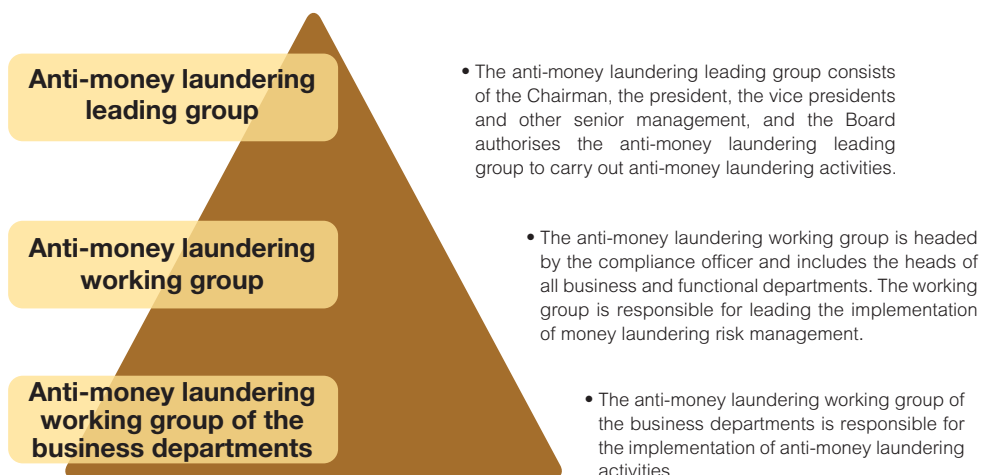 Anti-money laundering
leading group
• The anti-money laundering leading group consists
of the Chairman, the president, the vice presidents
and other senior management, and the Board
authorises the anti-money laundering leading
group to carry out anti-money laundering activities.
Anti-money laundering
working group
• The anti-money laundering working group is headed
by the compliance officer and includes the heads of
all business and functional departments. The working
group is responsible for leading the implementation
of money laundering risk management.
Anti-money laundering
working group of the
business departments
• The anti-money laundering working group of
the business departments is responsible for
the implementation of anti-money laundering
activities